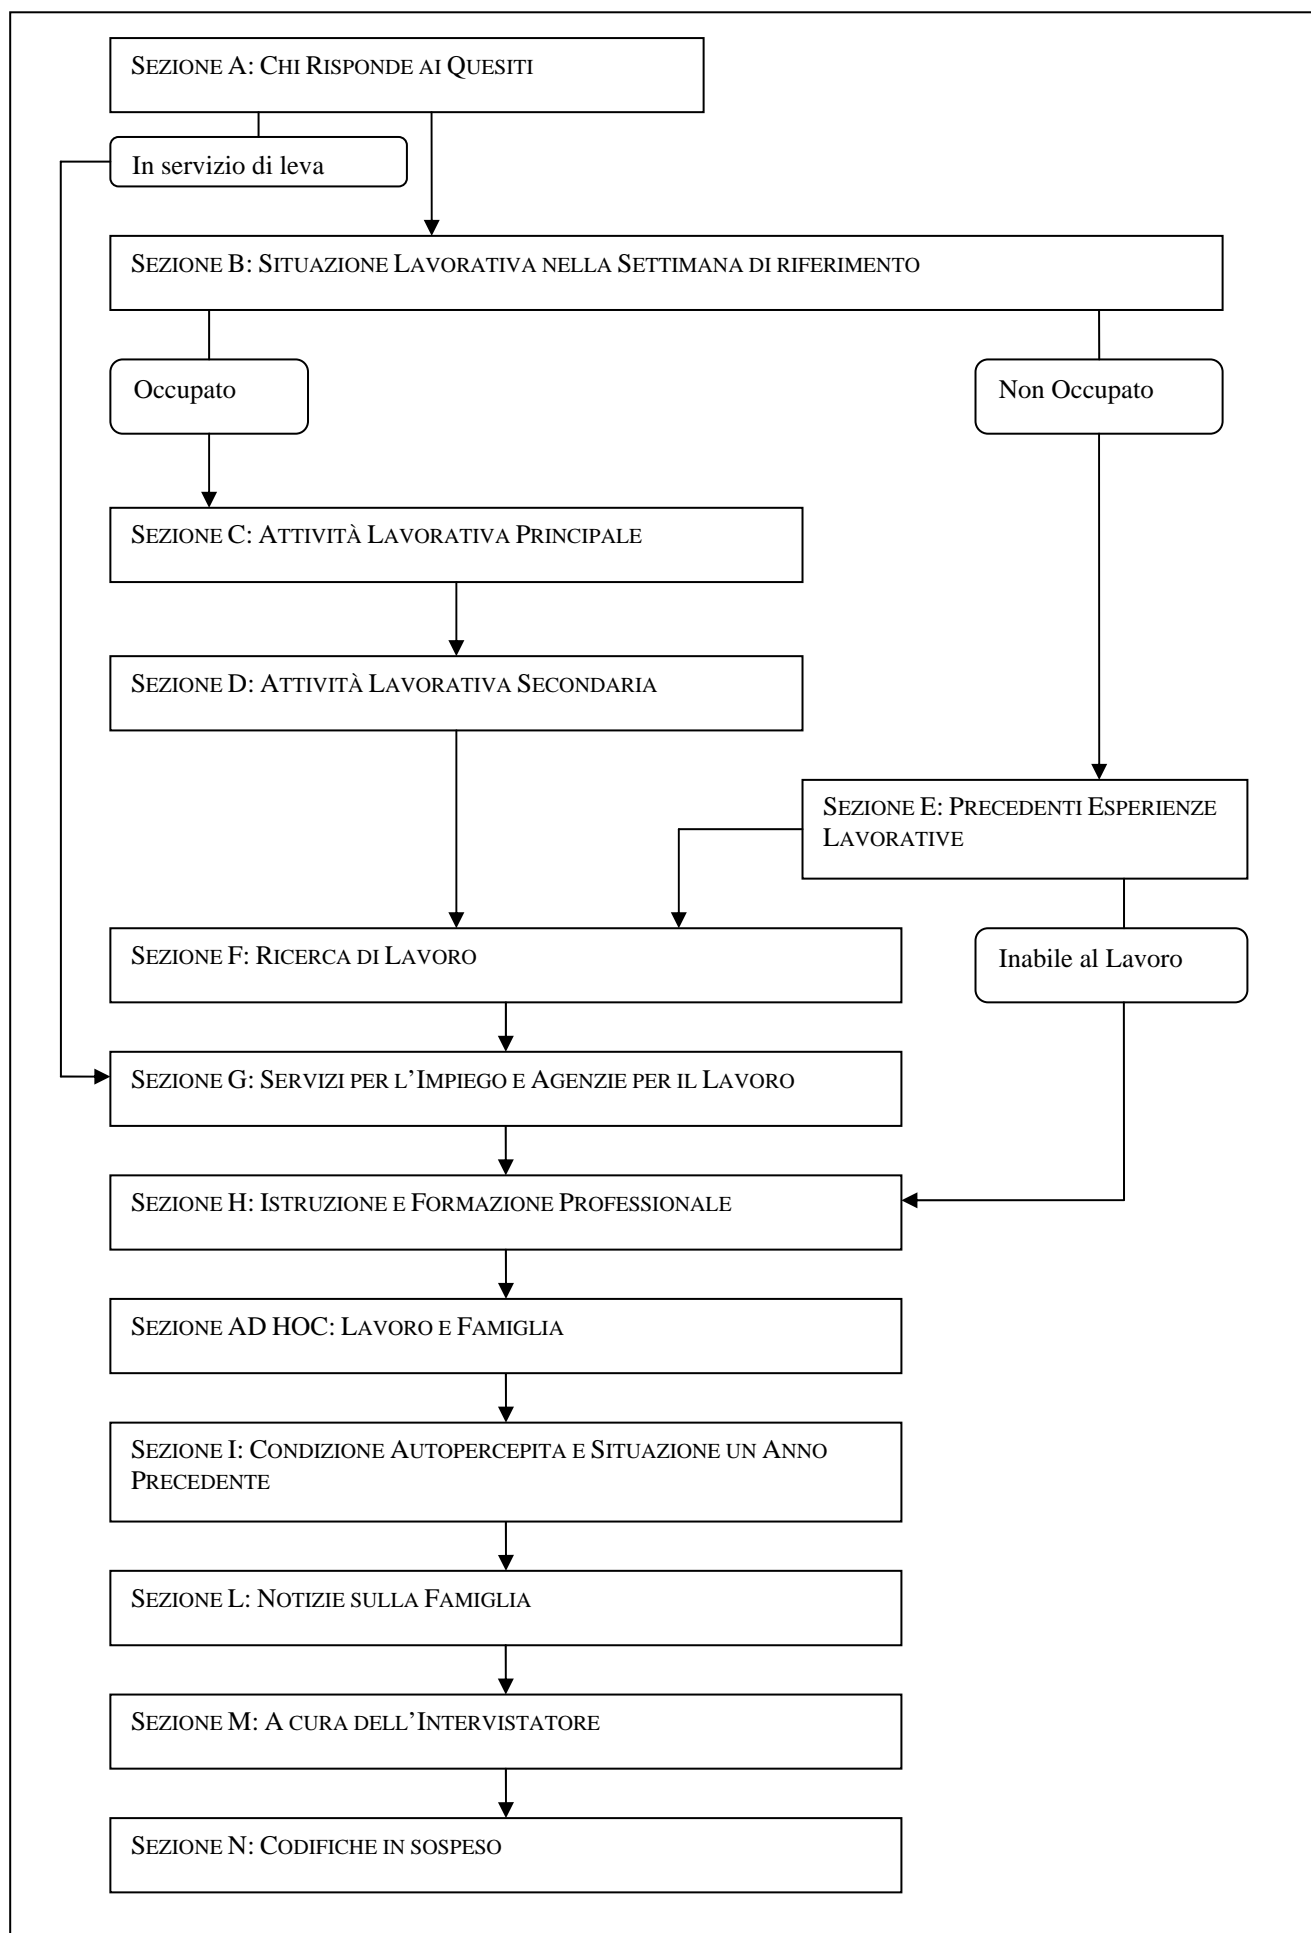 SEZIONE A: CHI RISPONDE AI QUESITI
In servizio di leva
SEZIONE B: SITUAZIONE LAVORATIVA NELLA SETTIMANA DI RIFERIMENTO
Occupato
Non Occupato
SEZIONE C: ATTIVITÀ LAVORATIVA PRINCIPALE
SEZIONE D: ATTIVITÀ LAVORATIVA SECONDARIA
SEZIONE E: PRECEDENTI ESPERIENZE
LAVORATIVE
SEZIONE F: RICERCA DI LAVORO
Inabile al Lavoro
SEZIONE G: SERVIZI PER L'IMPIEGO E AGENZIE PER IL LAVORO
SEZIONE H: ISTRUZIONE E FORMAZIONE PROFESSIONALE
SEZIONE AD HOC: LAVORO E FAMIGLIA
SEZIONE I: CONDIZIONE AUTOPERCEPITA E SITUAZIONE UN ANNO
PRECEDENTE
SEZIONE L: NOTIZIE SULLA FAMIGLIA
SEZIONE M: A CURA DELL'INTERVISTATORE
SEZIONE N: CODIFICHE IN SOSPESO